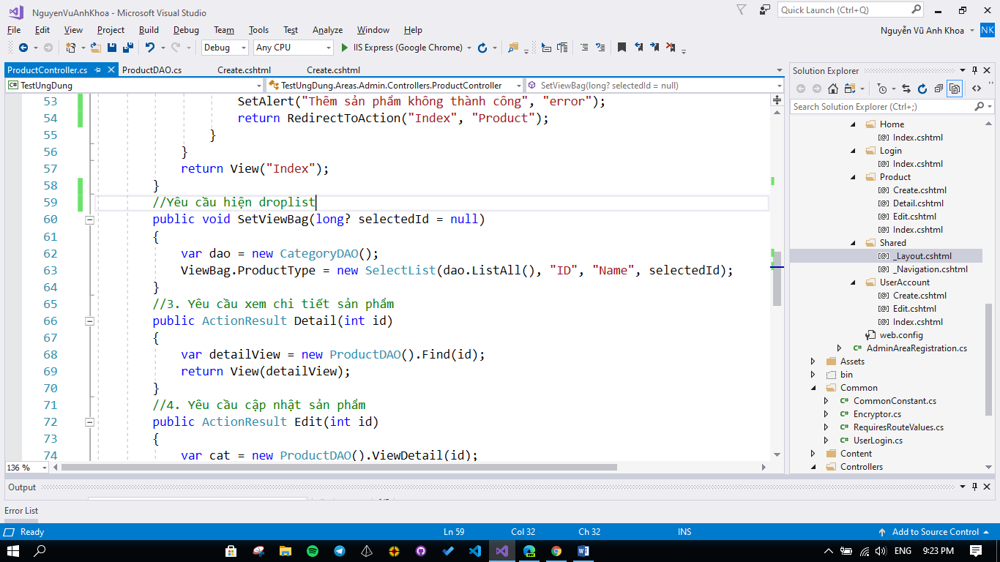 NguyenVuAnhKhoa - Microsoft Visual Studio
Quick Launch (Ctrl+Q)
File Edit View Project Build Debug Team Tools Test Analyze Window Help
Nguyễn Vũ Anh Khoa NK
Debug Any CPU IIS Express (Google Chrome)
ProductController.cs ProductDAO.cs Create.cshtml Create.cshtml
TestUngDung TestUngDung.Areas.Admin.Controllers.ProductController SetViewBag(long? selectedId = null)
53 SetAlert("Thêm sản phẩm không thành công", "error");
54 return RedirectToAction("Index", "Product");
55 }
56 }
57 return View("Index");
58 }
59 //Yêu cầu hiện droplist
60 public void SetViewBag(long? selectedId = null)
61 {
62 var dao = new CategoryDAO();
63 ViewBag.ProductType = new SelectList(dao.ListAll(), "ID", "Name", selectedId);
64 }
65 //3. Yêu cầu xem chi tiết sản phẩm
66 public ActionResult Detail(int id)
67 {
68 var detailView = new ProductDAO().Find(id);
69 return View(detailView);
70 }
71 //4. Yêu cầu cập nhật sản phẩm
72 public ActionResult Edit(int id)
73 {
74 var cat = new ProductDAO().ViewDetail(id);
136 %
Solution Explorer
Search Solution Explorer (Ctrl+;)
Home
Index.cshtml
Login
Index.cshtml
Product
Create.cshtml
Detail.cshtml
Edit.cshtml
Index.cshtml
Shared
_Layout.cshtml
_Navigation.cshtml
UserAccount
Create.cshtml
Edit.cshtml
Index.cshtml
web.config
C# AdminAreaRegistration.cs
Assets
bin
Common
C# CommonConstant.cs
C# Encryptor.cs
C# RequiresRouteValues.cs
C# UserLogin.cs
Content
Controllers
Output
Error List
Ready Ln 59 Col 32 Ch 32 INS Add to Source Control
ENG 9:23 PM